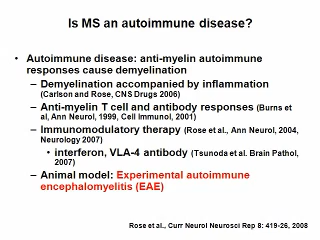 Is MS an autoimmune disease?
• Autoimmune disease: anti-myelin autoimmune
responses cause demyelination
– Demyelination accompanied by inflammation
(Carlson and Rose, CNS Drugs 2006)
– Anti-myelin T cell and antibody responses (Burns et
al, Ann Neurol, 1999, Cell Immunol, 2001)
– Immunomodulatory therapy (Rose et al., Ann Neurol, 2004,
Neurology 2007)
• interferon, VLA-4 antibody (Tsunoda et al. Brain Pathol,
2007)
– Animal model: Experimental autoimmune
encephalomyelitis (EAE)
Rose et al., Curr Neurol Neurosci Rep 8: 419-26, 2008